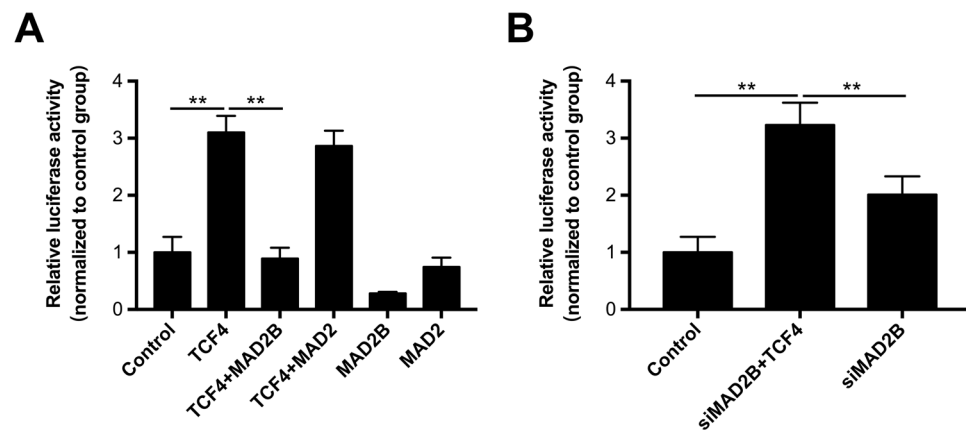 A
Relative luciferase activity
(normalized to control group)
4
3
2
1
0
**
**
Control
TCF4
TCF4+MAD2B
TCF4+MAD2
MAD2B
MAD2
B
Relative luciferase activity
(normalized to control group)
4
3
2
1
0
**
**
Control
siMAD2B+TCF4
siMAD2B